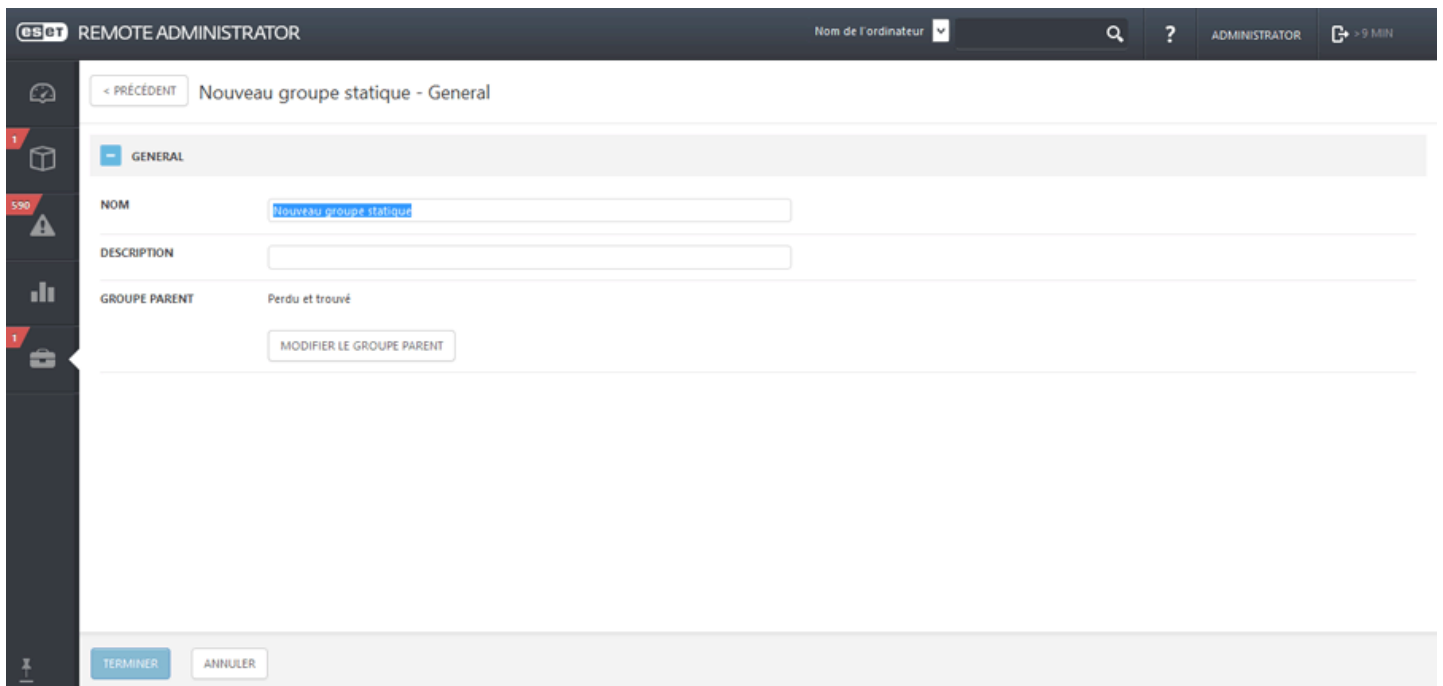 eset REMOTE ADMINISTRATOR Nom de l'ordinateur ? ADMINISTRATOR >9 MIN
< PRÉCÉDENT Nouveau groupe statique - General
1
GENERAL
590
NOM Nouveau groupe statique
DESCRIPTION
GROUPE PARENT Perdu et trouvé
1
MODIFIER LE GROUPE PARENT
TERMINER ANNULER